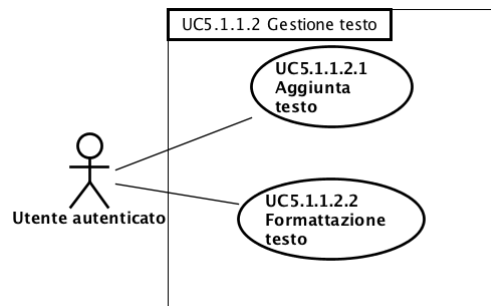 UC5.1.1.2 Gestione testo
UC5.1.1.2.1
Aggiunta
testo
Utente autenticato
UC5.1.1.2.2
Formattazione
testo